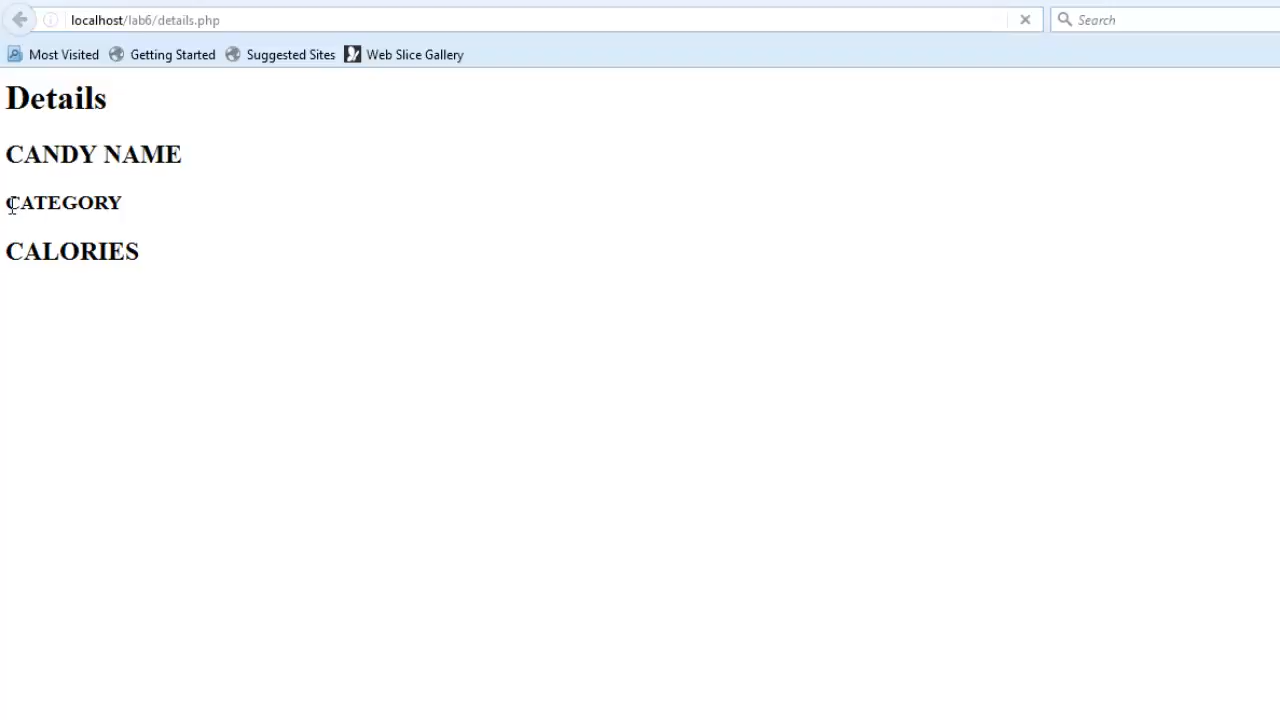 localhost/lab6/details.php
Search
Most Visited Getting Started Suggested Sites Web Slice Gallery
Details
CANDY NAME
CATEGORY
CALORIES